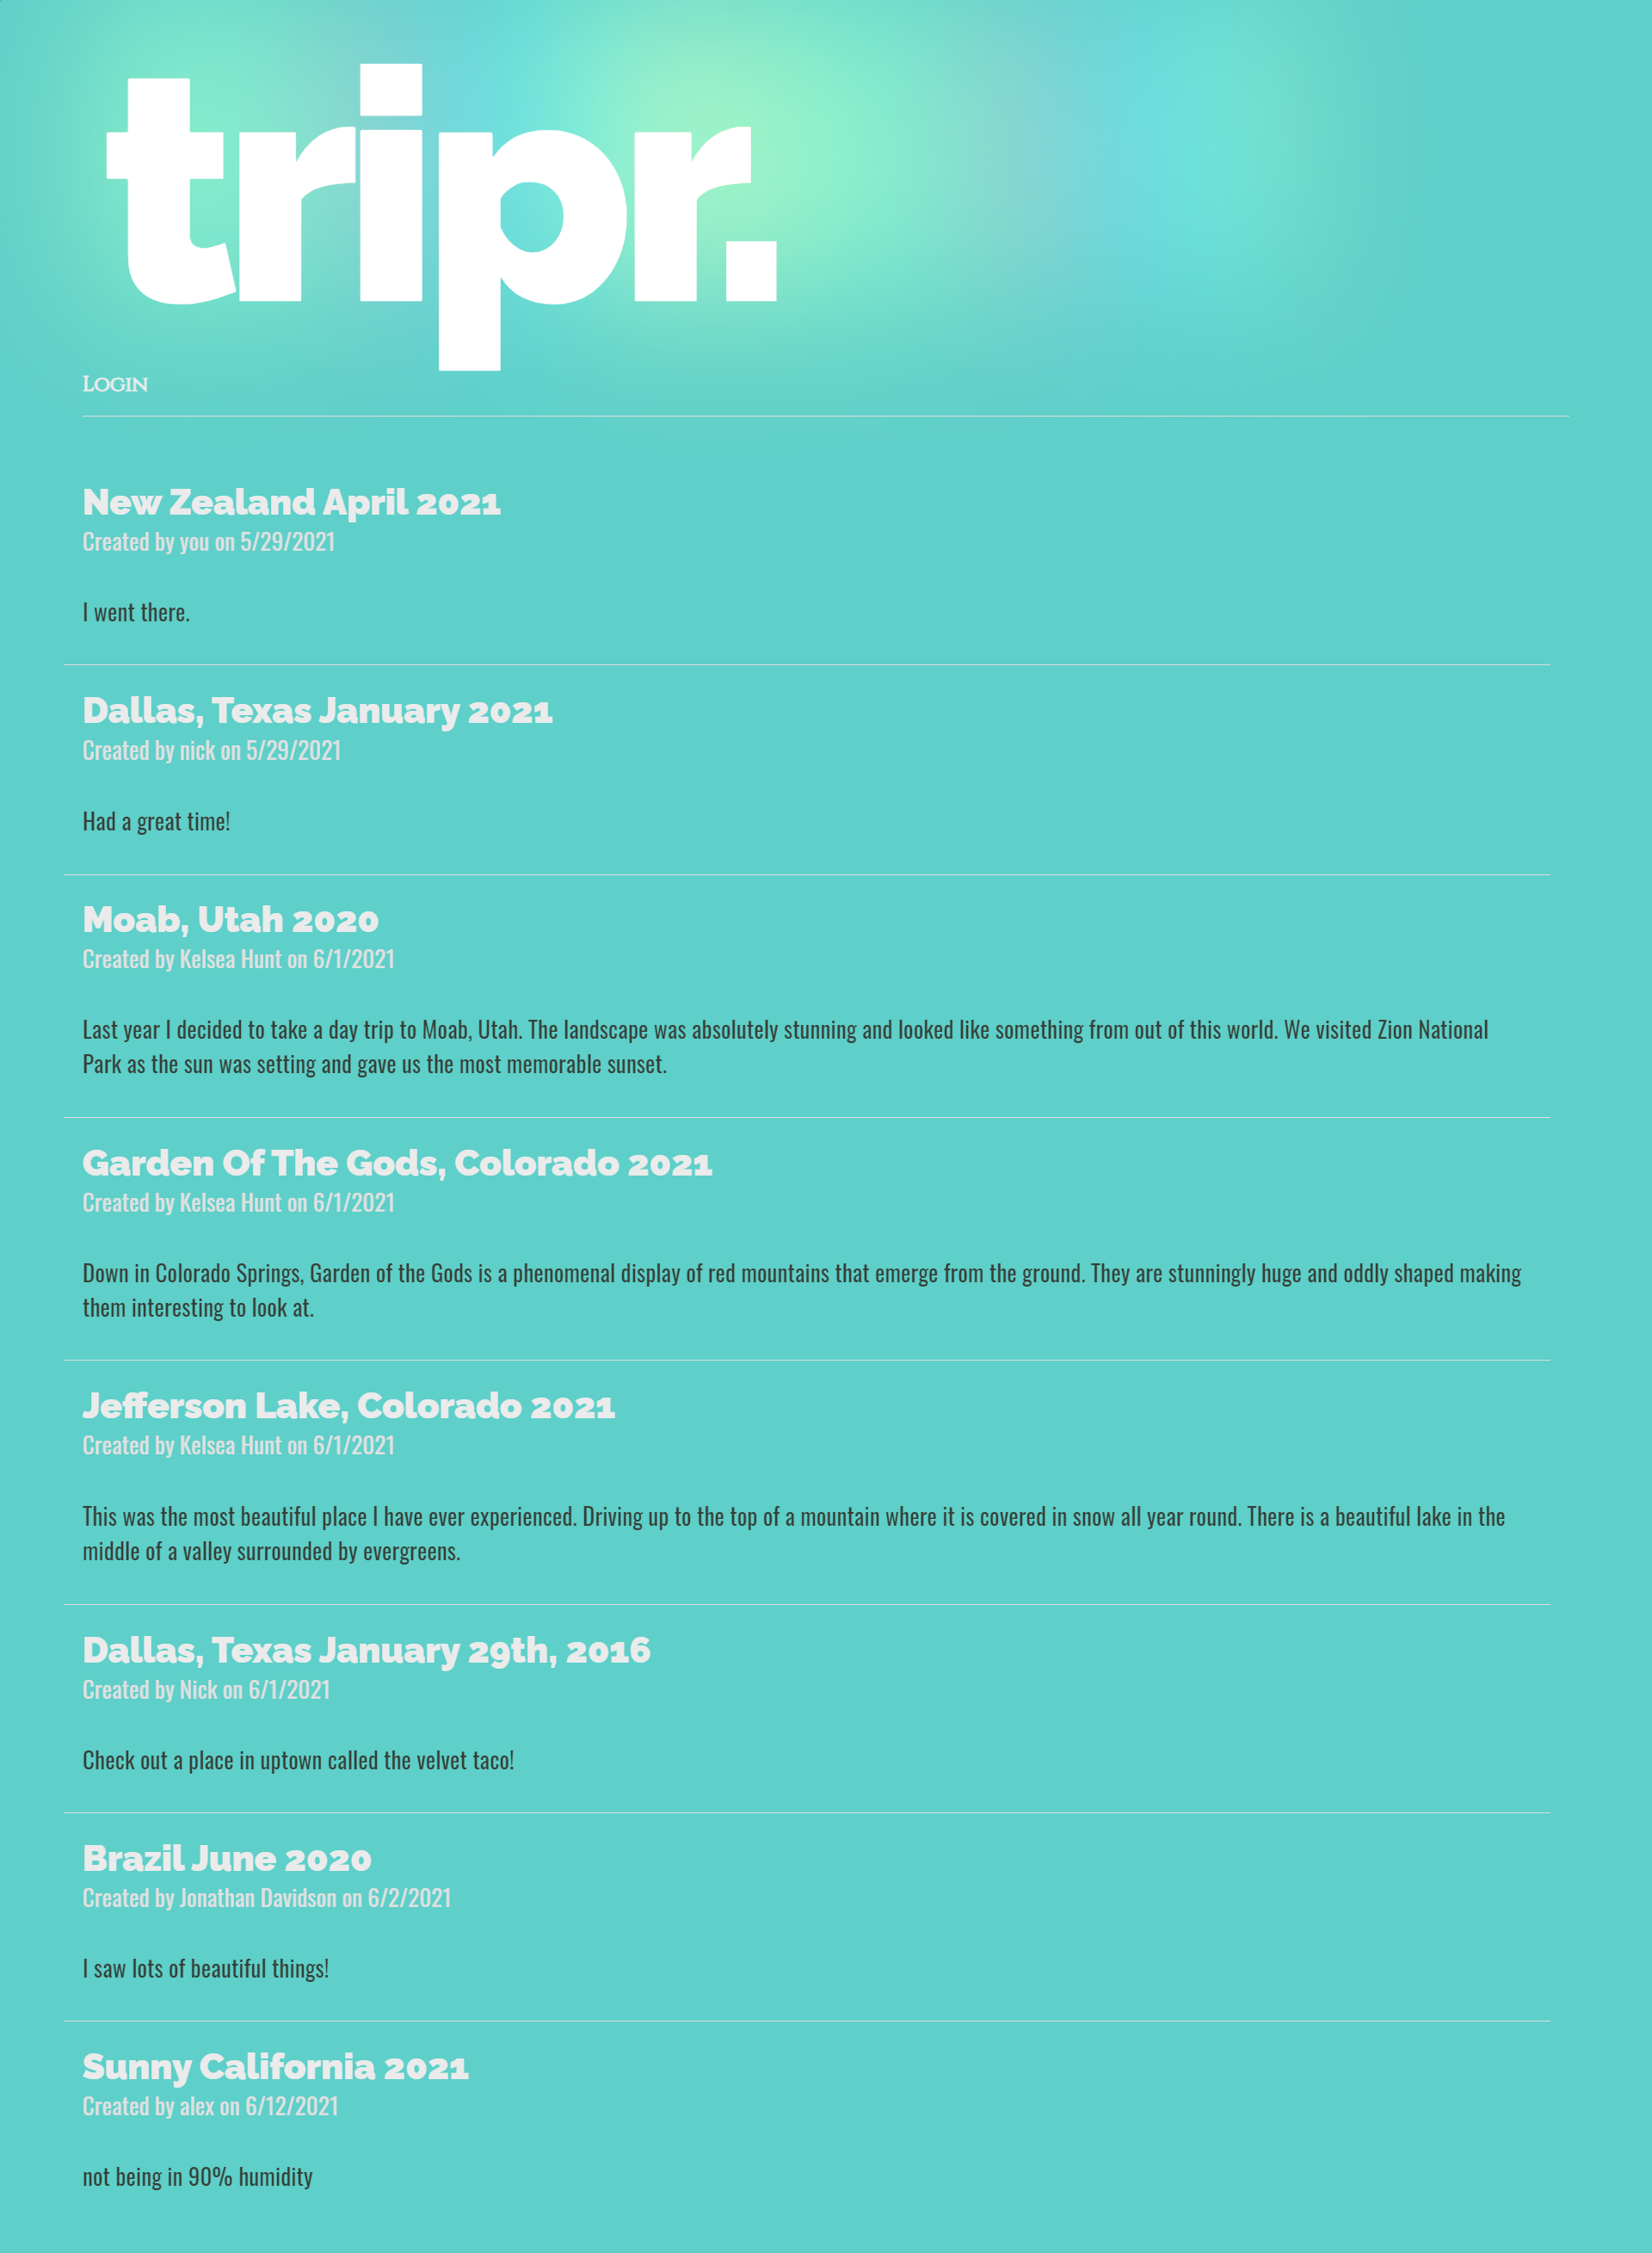 tripr.
Login
New Zealand April 2021
Created by you on 5/29/2021
I went there.
Dallas, Texas January 2021
Created by nick on 5/29/2021
Had a great time!
Moab, Utah 2020
Created by Kelsea Hunt on 6/1/2021
Last year I decided to take a day trip to Moab, Utah. The landscape was absolutely stunning and looked like something from out of this world. We visited Zion National
Park as the sun was setting and gave us the most memorable sunset.
Garden Of The Gods, Colorado 2021
Created by Kelsea Hunt on 6/1/2021
Down in Colorado Springs, Garden of the Gods is a phenomenal display of red mountains that emerge from the ground. They are stunningly huge and oddly shaped making
them interesting to look at.
Jefferson Lake, Colorado 2021
Created by Kelsea Hunt on 6/1/2021
This was the most beautiful place I have ever experienced. Driving up to the top of a mountain where it is covered in snow all year round. There is a beautiful lake in the
middle of a valley surrounded by evergreens.
Dallas, Texas January 29th, 2016
Created by Nick on 6/1/2021
Check out a place in uptown called the velvet taco!
Brazil June 2020
Created by Jonathan Davidson on 6/2/2021
I saw lots of beautiful things!
Sunny California 2021
Created by alex on 6/12/2021
not being in 90% humidity